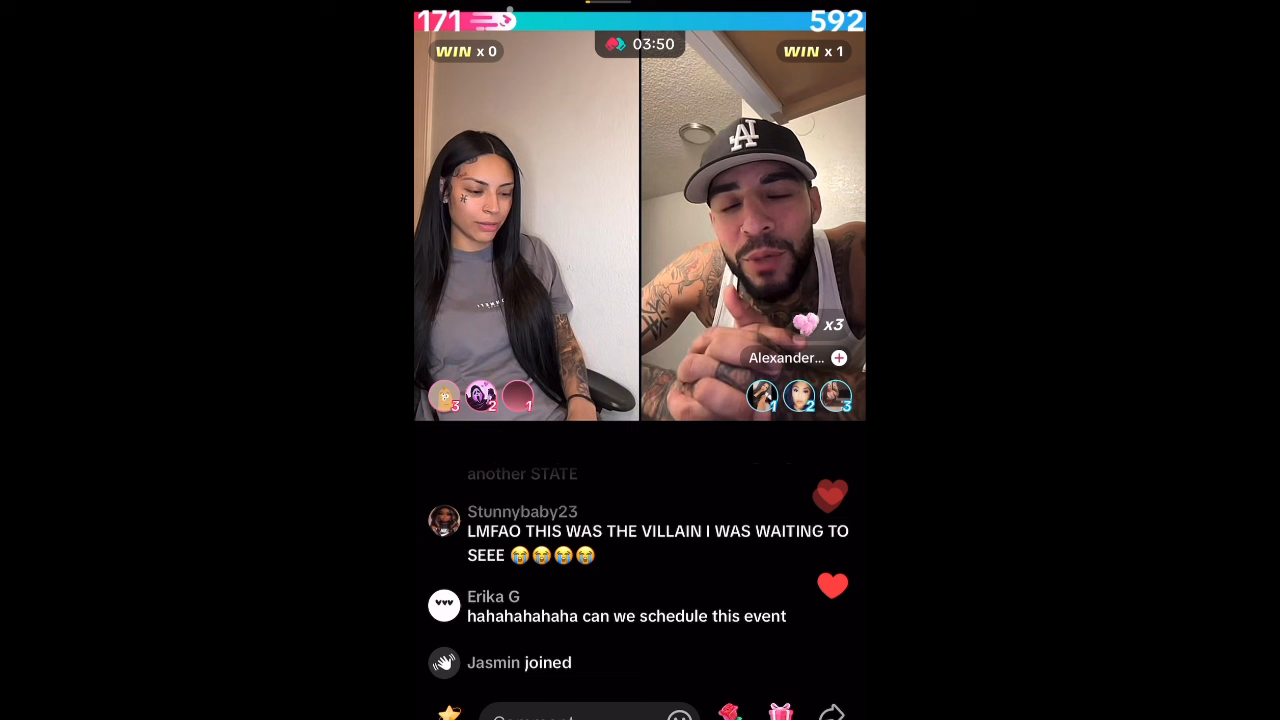 171
592
WIN x 0
03:50
WIN x 1
x3
Alexander...
3
2
1
1
2
3
another STATE
Stunnybaby23
LMFAO THIS WAS THE VILLAIN I WAS WAITING TO
SEEE 😭😭😭😭
Erika G
hahahahahaha can we schedule this event
Jasmin joined